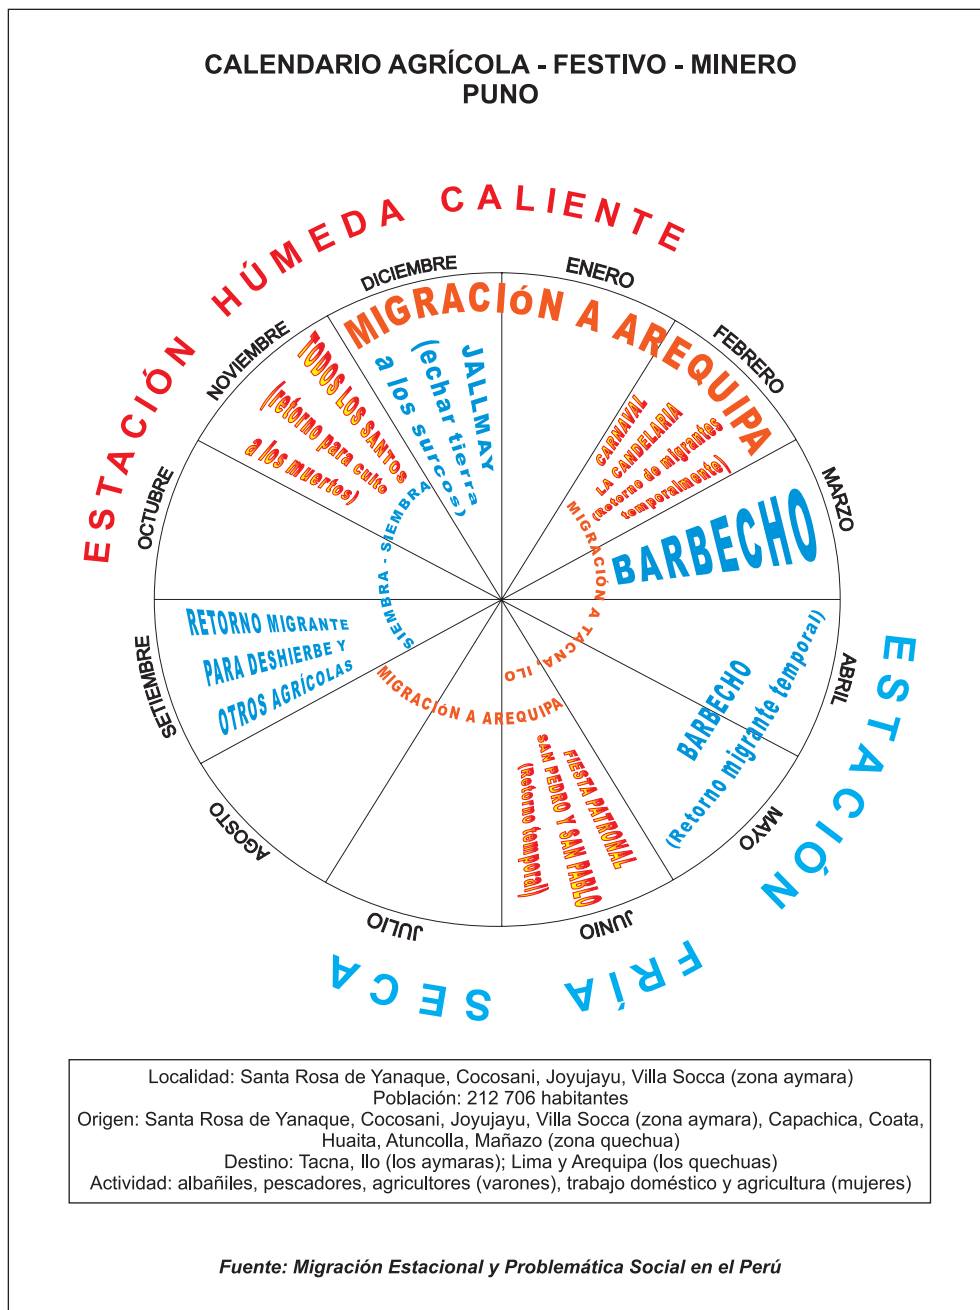 CALENDARIO AGRÍCOLA - FESTIVO - MINERO
PUNO
ESTACIÓN HÚMEDA CALIENTE
ENERO
FEBRERO
MARZO
ABRIL
MAYO
JUNIO
JULIO
AGOSTO
SETIEMBRE
OCTUBRE
NOVIEMBRE
DICIEMBRE
MIGRACIÓN A AREQUIPA
JALLMAY
(echar tierra
a los surcos)
CARNAVAL
LA CANDELARIA
(Retorno de migrantes
temporalmente)
BARBECHO
MIGRACIÓN A TACNA, ILO
BARBECHO
(Retorno migrante temporal)
FIESTA PATRONAL
SAN PEDRO Y SAN PABLO
(Retorno temporal)
MIGRACIÓN A AREQUIPA
RETORNO MIGRANTE
PARA DESHIERBE Y
OTROS AGRÍCOLAS
SIEMBRA - SIEMBRA
TODOS LOS SANTOS
(retorno para culto
a los muertos)
ESTACIÓN FRÍA SECA
Localidad: Santa Rosa de Yanaque, Cocosani, Joyujayu, Villa Socca (zona aymara)
Población: 212 706 habitantes
Origen: Santa Rosa de Yanaque, Cocosani, Joyujayu, Villa Socca (zona aymara), Capachica, Coata,
Huaita, Atuncolla, Mañazo (zona quechua)
Destino: Tacna, Ilo (los aymaras); Lima y Arequipa (los quechuas)
Actividad: albañiles, pescadores, agricultores (varones), trabajo doméstico y agricultura (mujeres)
Fuente: Migración Estacional y Problemática Social en el Perú